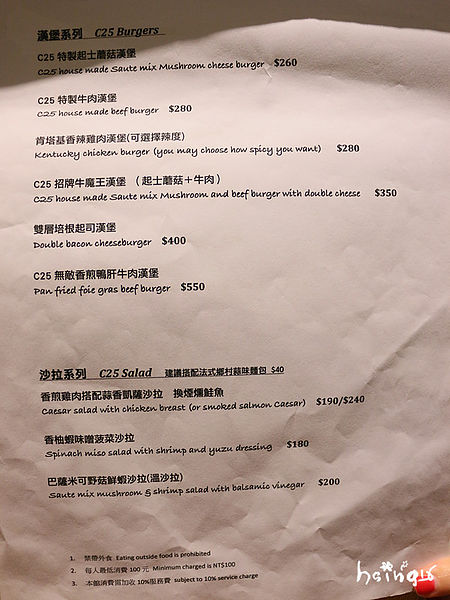 漢堡系列 C25 Burgers
C25 特製起士蘑菇漢堡
C25 house made Saute mix Mushroom cheese burger $260
C25 特製牛肉漢堡
C25 house made beef burger $280
肯塔基香辣雞肉漢堡(可選擇辣度)
Kentucky chicken burger (you may choose how spicy you want) $280
C25 招牌牛魔王漢堡 (起士蘑菇+牛肉)
C25 house made Saute mix Mushroom and beef burger with double cheese $350
雙層培根起司漢堡
Double bacon cheeseburger $400
C25 無敵香煎鴨肝牛肉漢堡
Pan fried foie gras beef burger $550
沙拉系列 C25 Salad 建議搭配法式鄉村蒜味麵包 $40
香煎雞肉搭配蒜香凱薩沙拉 換煙燻鮭魚
Caesar salad with chicken breast (or smoked salmon Caesar) $190/$240
香柚蝦味噌菠菜沙拉
Spinach miso salad with shrimp and yuzu dressing $180
巴薩米可野菇鮮蝦沙拉(溫沙拉)
Saute mix mushroom & shrimp salad with balsamic vinegar $200
1. 禁帶外食 Eating outside food is prohibited
2. 每人最低消費 100 元 Minimum charged is NT$100
3. 本館消費需加收 10%服務費 subject to 10% service charge
haing16